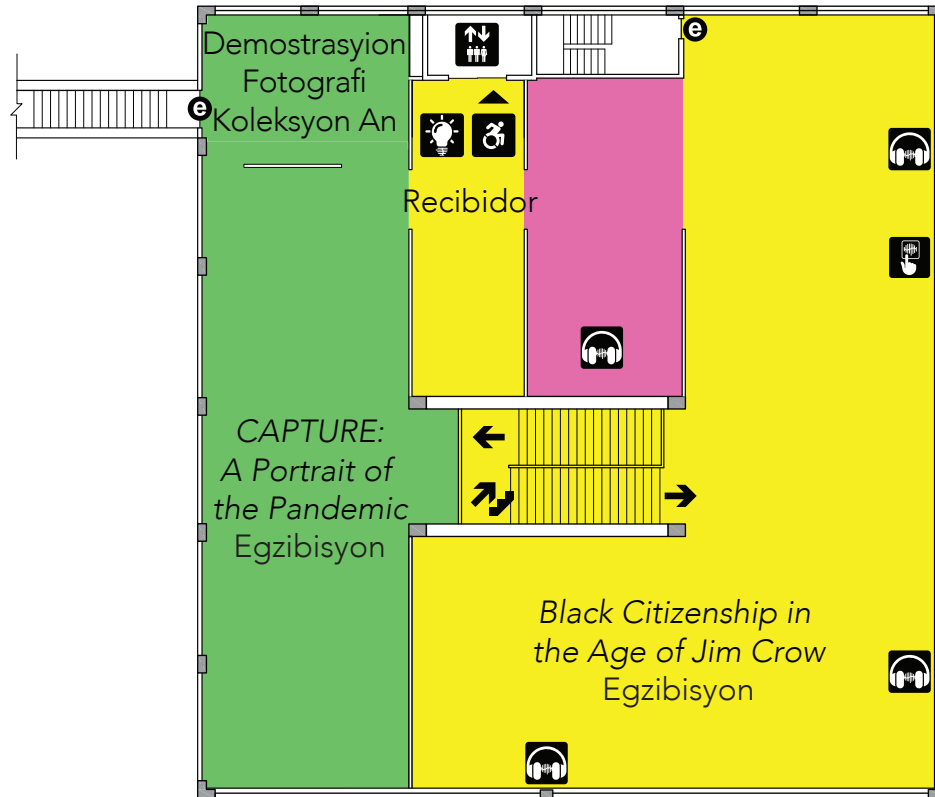 Demostrasyion
Fotografi
Koleksyon An
e
e
Recibidor
CAPTURE:
A Portrait of
the Pandemic
Egzibisyon
Black Citizenship in
the Age of Jim Crow
Egzibisyon